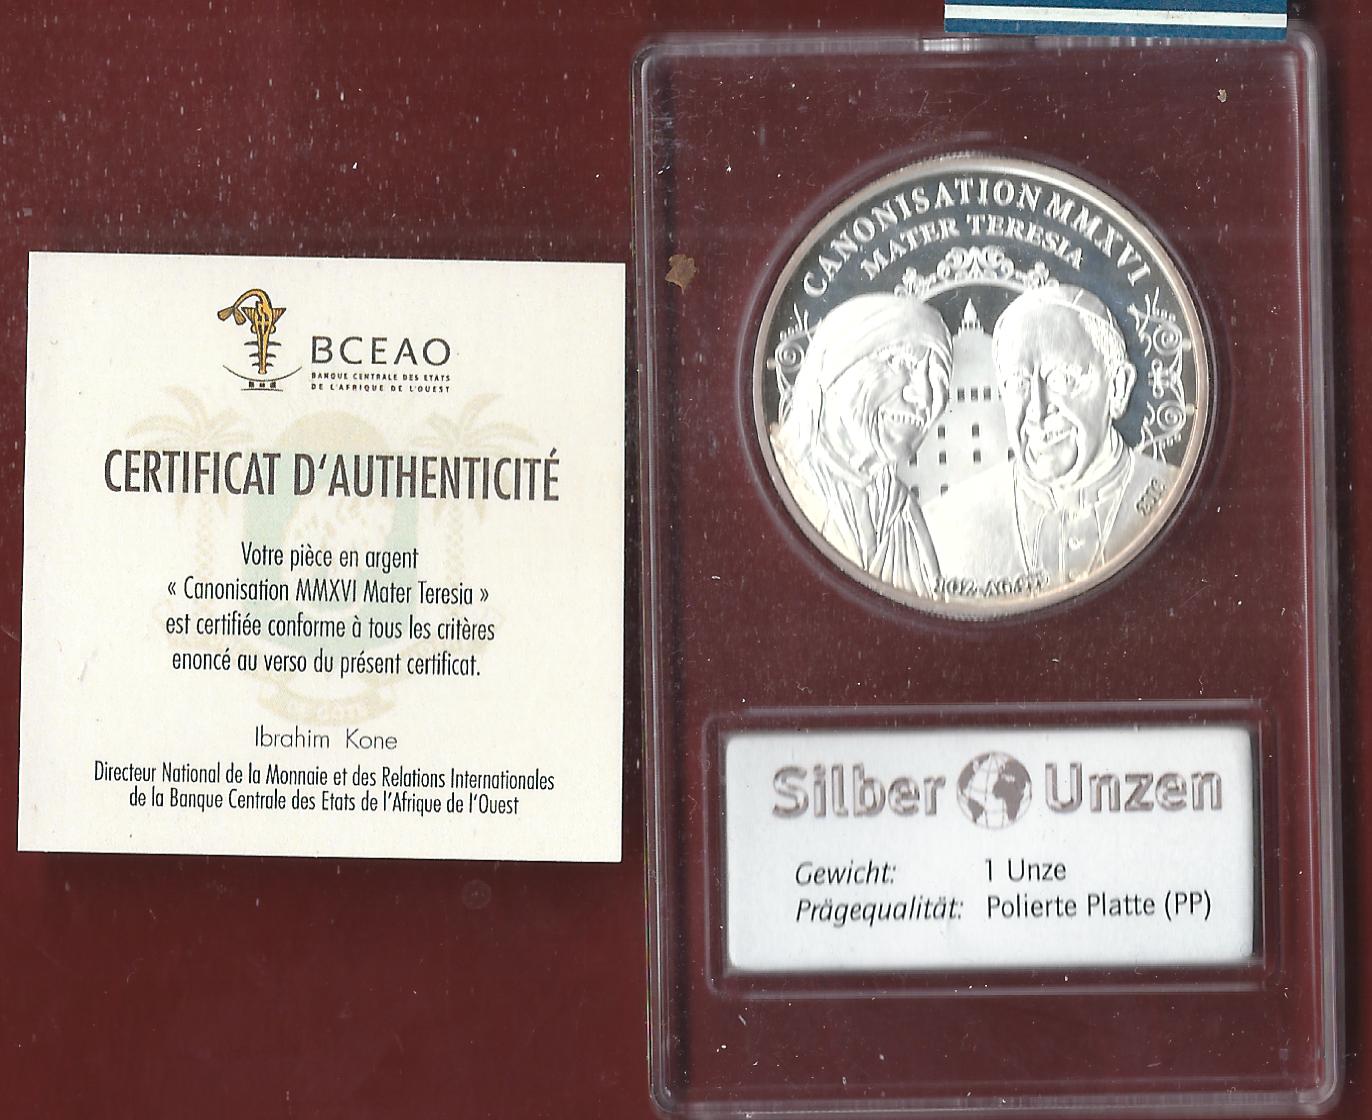 BCEAO
BANQUE CENTRALE DES ETATS
DE L'AFRIQUE DE L'OUEST
CERTIFICAT D'AUTHENTICITÉ
Votre pièce en argent
« Canonisation MMXVI Mater Teresia »
est certifiée conforme à tous les critères
enoncé au verso du présent certificat.
Ibrahim Kone
Directeur National de la Monnaie et des Relations Internationales
de la Banque Centrale des Etats de l'Afrique de l'Ouest
CANONISATION MMXVI
MATER TERESIA
Silber Unzen
Gewicht: 1 Unze
Prägequalität: Polierte Platte (PP)